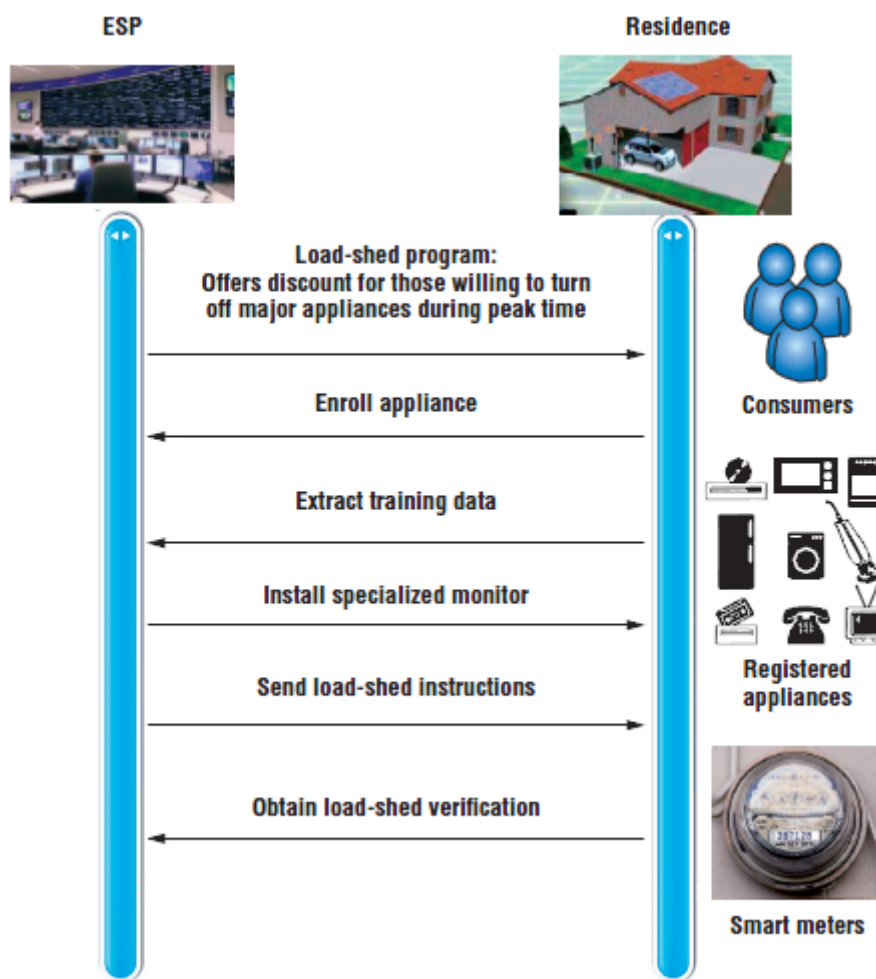 ESP
Residence
Load-shed program:
Offers discount for those willing to turn
off major appliances during peak time
Enroll appliance
Extract training data
Install specialized monitor
Send load-shed instructions
Obtain load-shed verification
Consumers
Registered
appliances
Smart meters